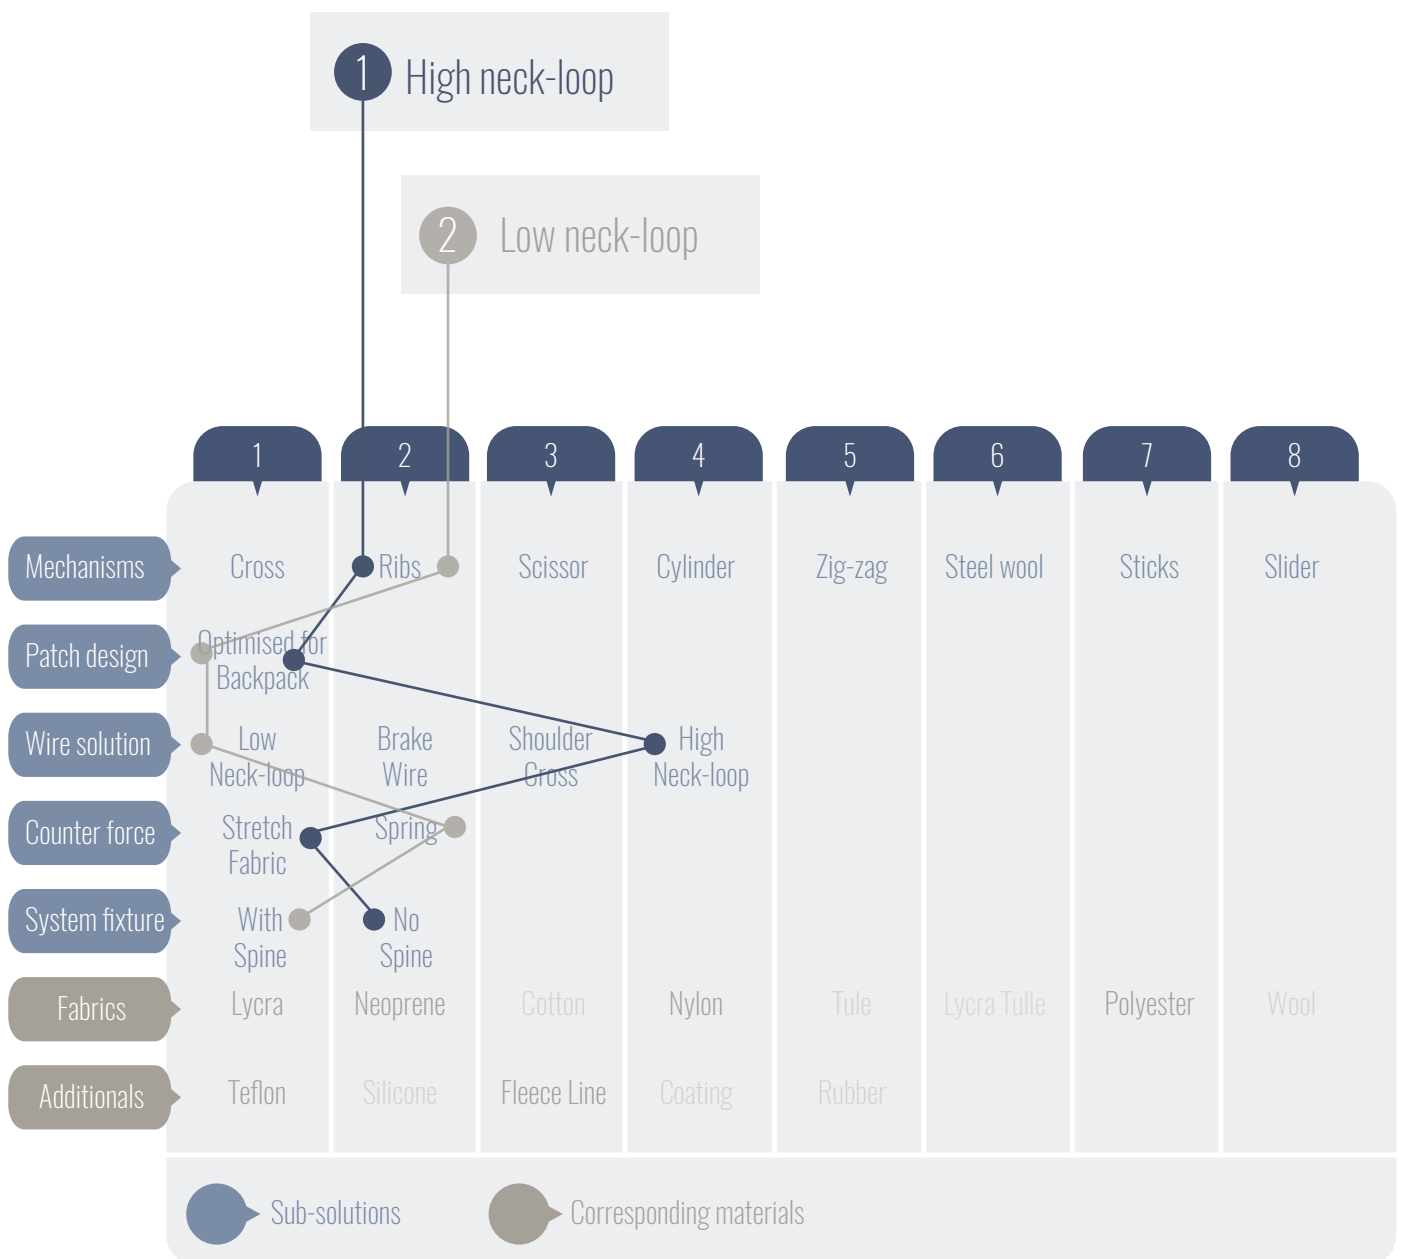 1 High neck-loop
2 Low neck-loop
1 2 3 4 5 6 7 8
Mechanisms Cross Ribs Scissor Cylinder Zig-zag Steel wool Sticks Slider
Patch design
Optimised for
Backpack
Wire solution
Low Brake Shoulder High
Neck-loop Wire Cross Neck-loop
Counter force
Stretch Spring
Fabric
System fixture
With No
Spine Spine
Fabrics Lycra Neoprene Cotton Nylon Tule Lycra Tulle Polyester Wool
Additionals Teflon Silicone Fleece Line Coating Rubber
Sub-solutions Corresponding materials